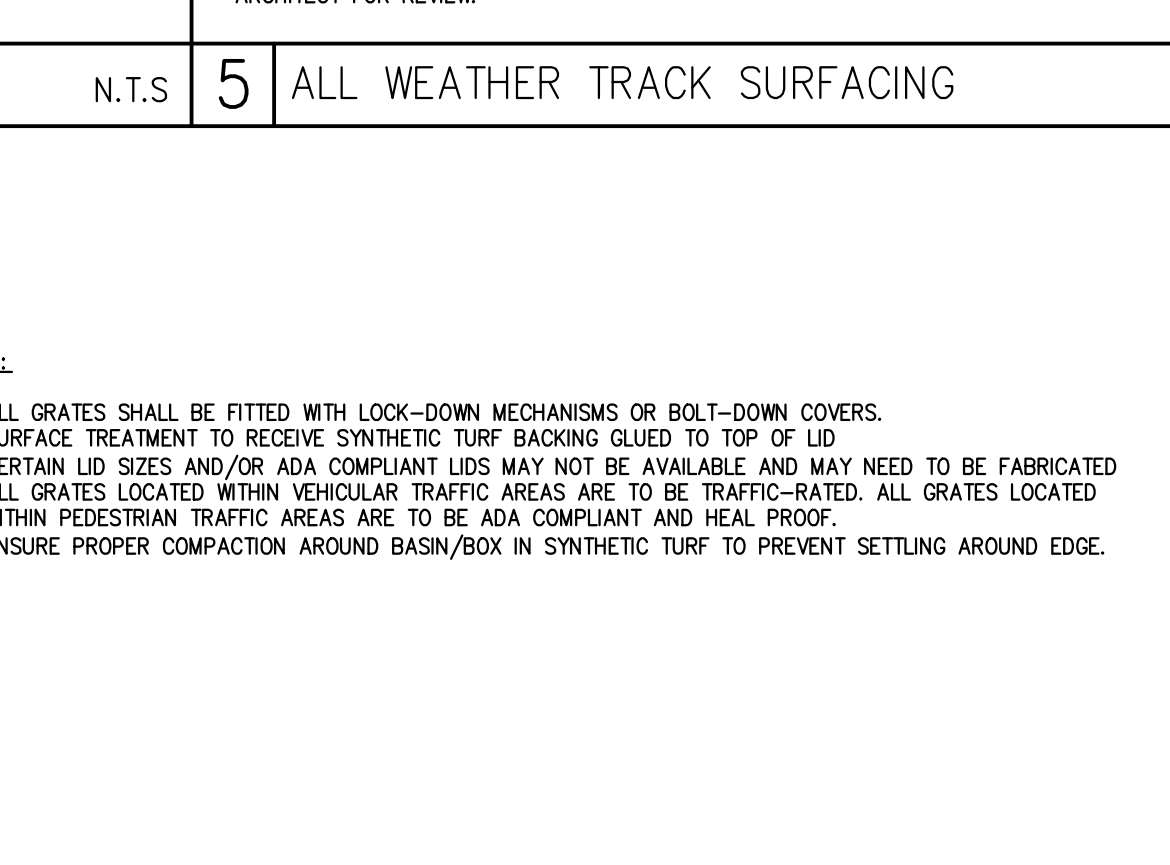 ARCHITECT FOR REVIEW.
N.T.S 5 ALL WEATHER TRACK SURFACING
:
LL GRATES SHALL BE FITTED WITH LOCK-DOWN MECHANISMS OR BOLT-DOWN COVERS.
URFACE TREATMENT TO RECEIVE SYNTHETIC TURF BACKING GLUED TO TOP OF LID
ERTAIN LID SIZES AND/OR ADA COMPLIANT LIDS MAY NOT BE AVAILABLE AND MAY NEED TO BE FABRICATED
LL GRATES LOCATED WITHIN VEHICULAR TRAFFIC AREAS ARE TO BE TRAFFIC-RATED. ALL GRATES LOCATED
ITHIN PEDESTRIAN TRAFFIC AREAS ARE TO BE ADA COMPLIANT AND HEAL PROOF.
NSURE PROPER COMPACTION AROUND BASIN/BOX IN SYNTHETIC TURF TO PREVENT SETTLING AROUND EDGE.